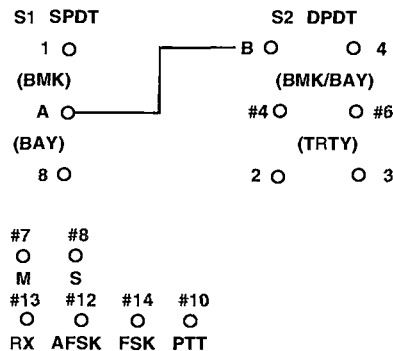 S1 SPDT S2 DPDT
1 B 4
(BMK) (BMK/BAY)
A #4 #6
(BAY) (TRTY)
8 2 3
#7 #8
M S
#13 #12 #14 #10
RX AFSK FSK PTT